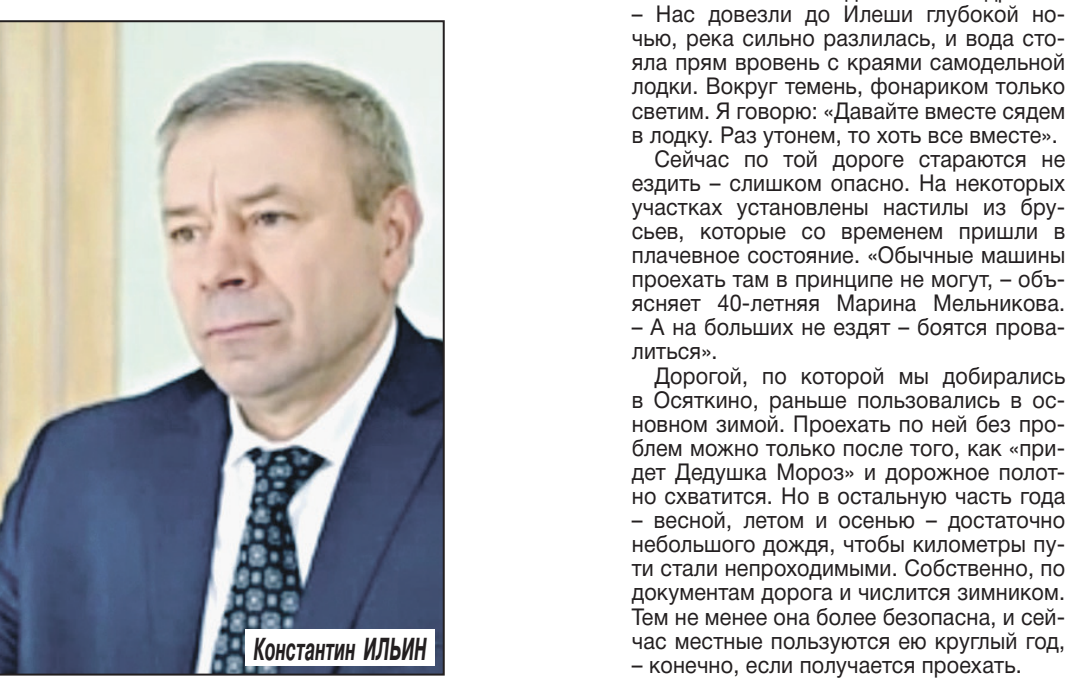 – Нас довезли до Илеши глубокой но-
чью, река сильно разлилась, и вода сто-
яла прям вровень с краями самодельной
лодки. Вокруг темень, фонариком только
светим. Я говорю: «Давайте вместе сядем
в лодку. Раз утонем, то хоть все вместе».
Сейчас по той дороге стараются не
ездить – слишком опасно. На некоторых
участках установлены настилы из бру-
сьев, которые со временем пришли в
плачевное состояние. «Обычные машины
проехать там в принципе не могут, – объ-
ясняет 40-летняя Марина Мельникова.
– А на больших не ездят – боятся прова-
литься».
Дорогой, по которой мы добирались
в Осяткино, раньше пользовались в ос-
новном зимой. Проехать по ней без про-
блем можно только после того, как «при-
дет Дедушка Мороз» и дорожное полот-
но схватится. Но в остальную часть года
– весной, летом и осенью – достаточно
небольшого дождя, чтобы километры пу-
ти стали непроходимыми. Собственно, по
документам дорога и числится зимником.
Тем не менее она более безопасна, и сей-
час местные пользуются ею круглый год,
– конечно, если получается проехать.
Константин ИЛЬИН